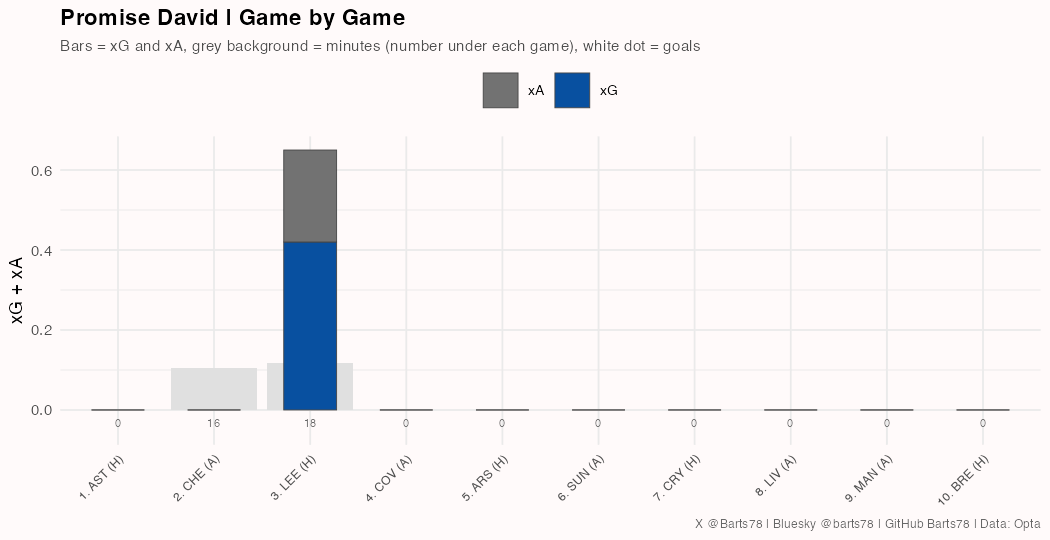 Promise David | Game by Game
Bars = xG and xA, grey background = minutes (number under each game), white dot = goals
xA xG
xG + xA
0.6
0.4
0.2
0.0
0 16 18 0 0 0 0 0 0 0
1. AST (H) 2. CHE (A) 3. LEE (H) 4. COV (A) 5. ARS (H) 6. SUN (A) 7. CRY (H) 8. LIV (A) 9. MAN (A) 10. BRE (H)
X @Barts78 | Bluesky @barts78 | GitHub Barts78 | Data: Opta